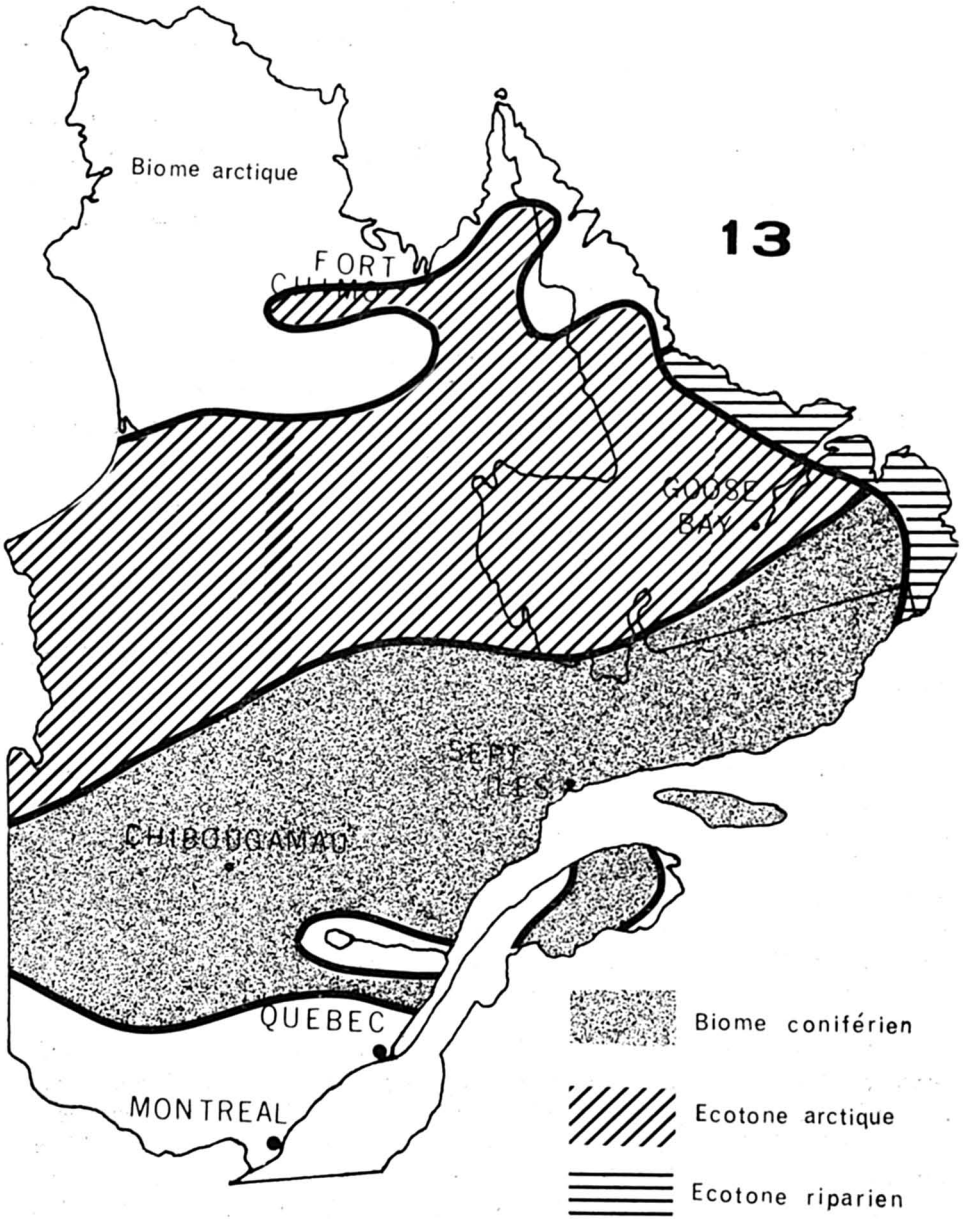 Biome arctique
13
FORT
CHIMO
GOOSE
BAY
SEPT
ILES
CHIBOUGAMAU
QUEBEC
MONTREAL
Biome coniférien
Ecotone arctique
Ecotone riparien